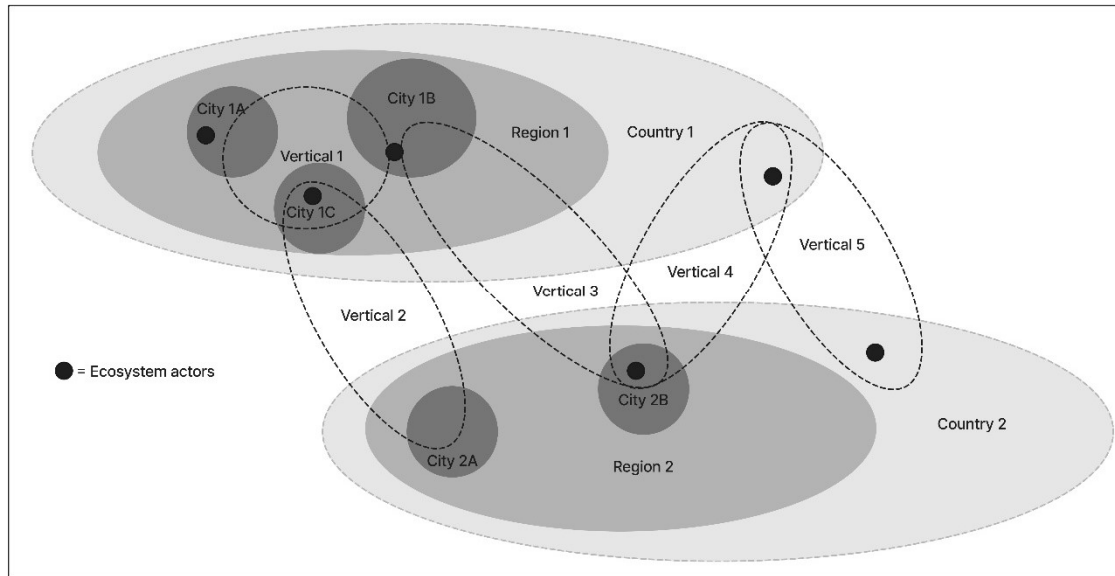 City 1A
City 1B
Region 1
Country 1
Vertical 1
City 1C
Vertical 5
Vertical 4
Vertical 3
Vertical 2
= Ecosystem actors
City 2B
Country 2
City 2A
Region 2